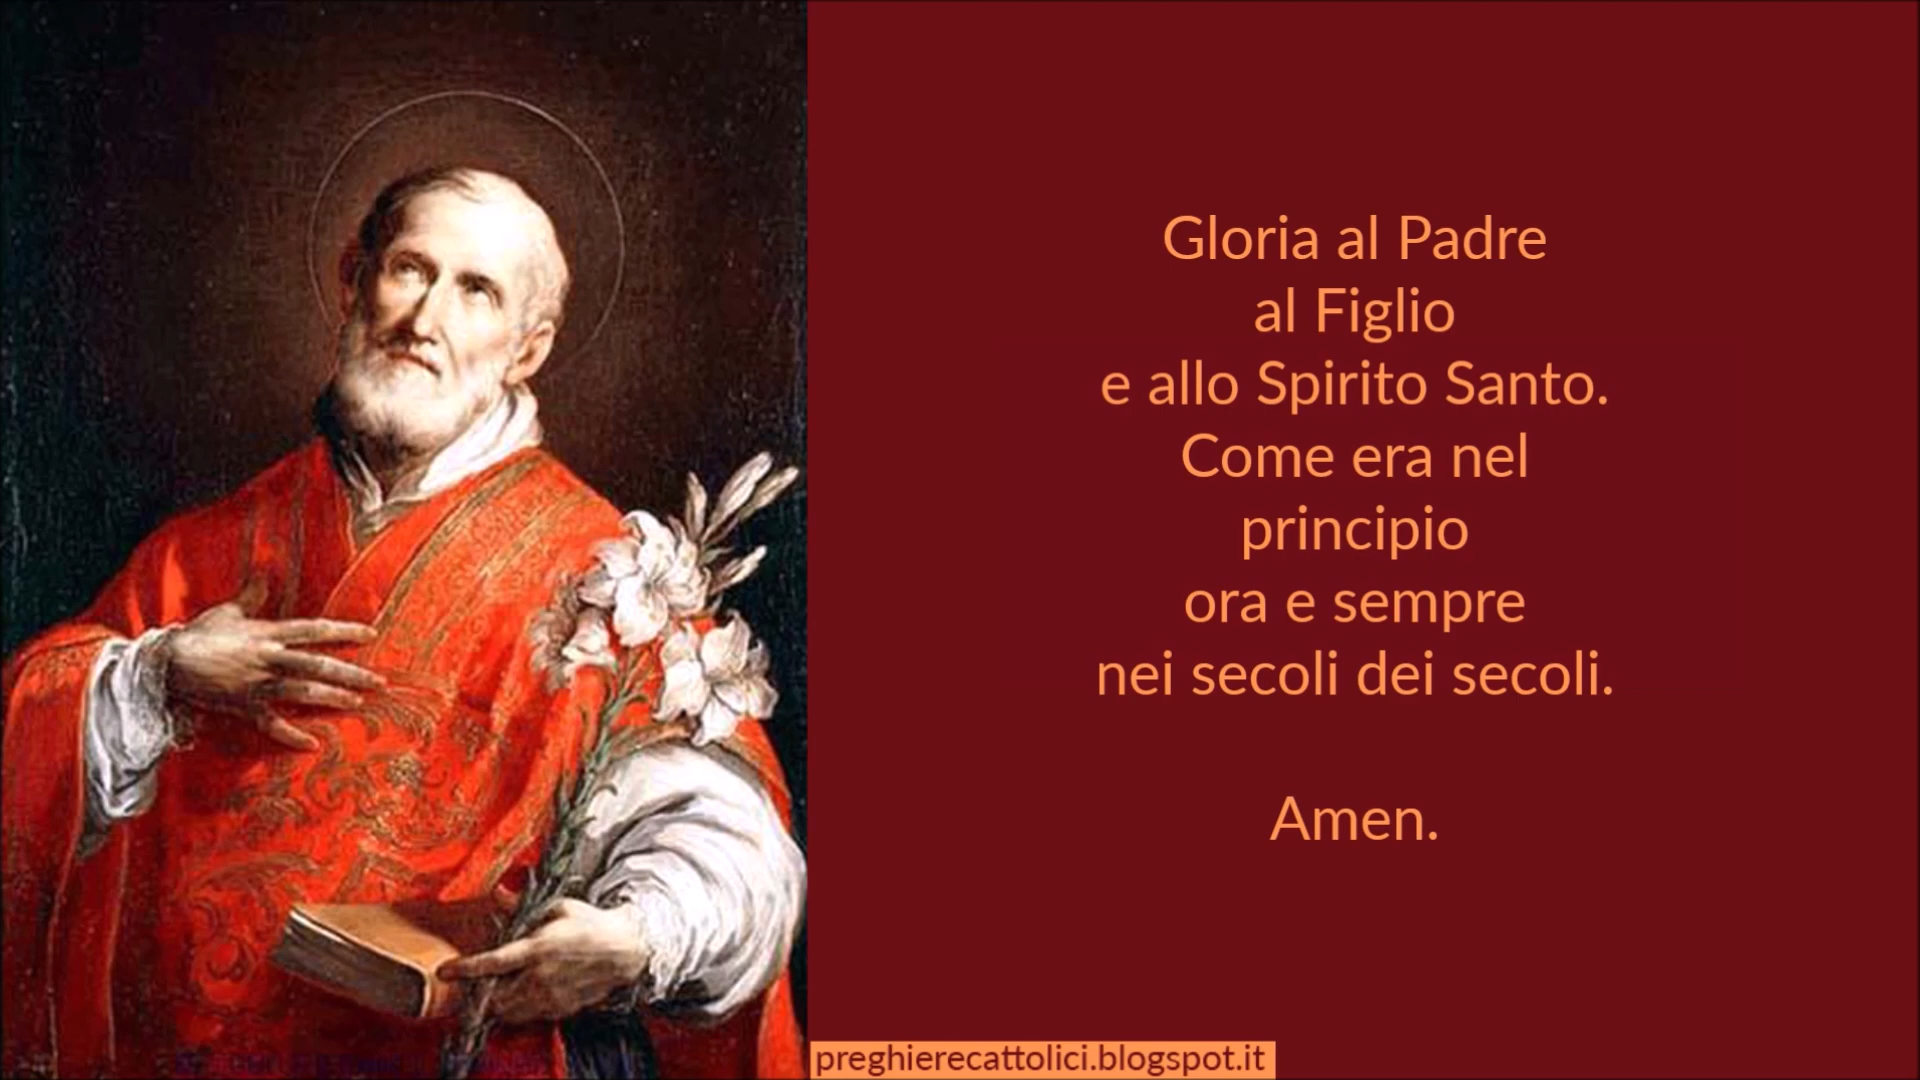 Gloria al Padre
al Figlio
e allo Spirito Santo.
Come era nel
principio
ora e sempre
nei secoli dei secoli.
Amen.
preghierecattolici.blogspot.it